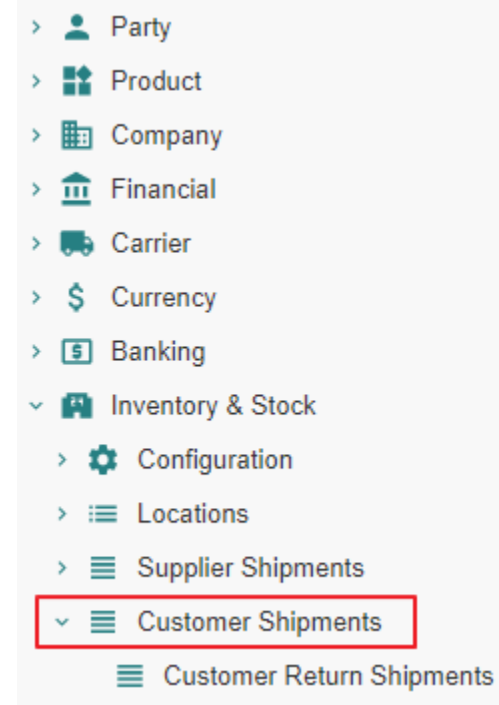 Party
Product
Company
Financial
Carrier
$ Currency
Banking
Inventory & Stock
Configuration
Locations
Supplier Shipments
Customer Shipments
Customer Return Shipments